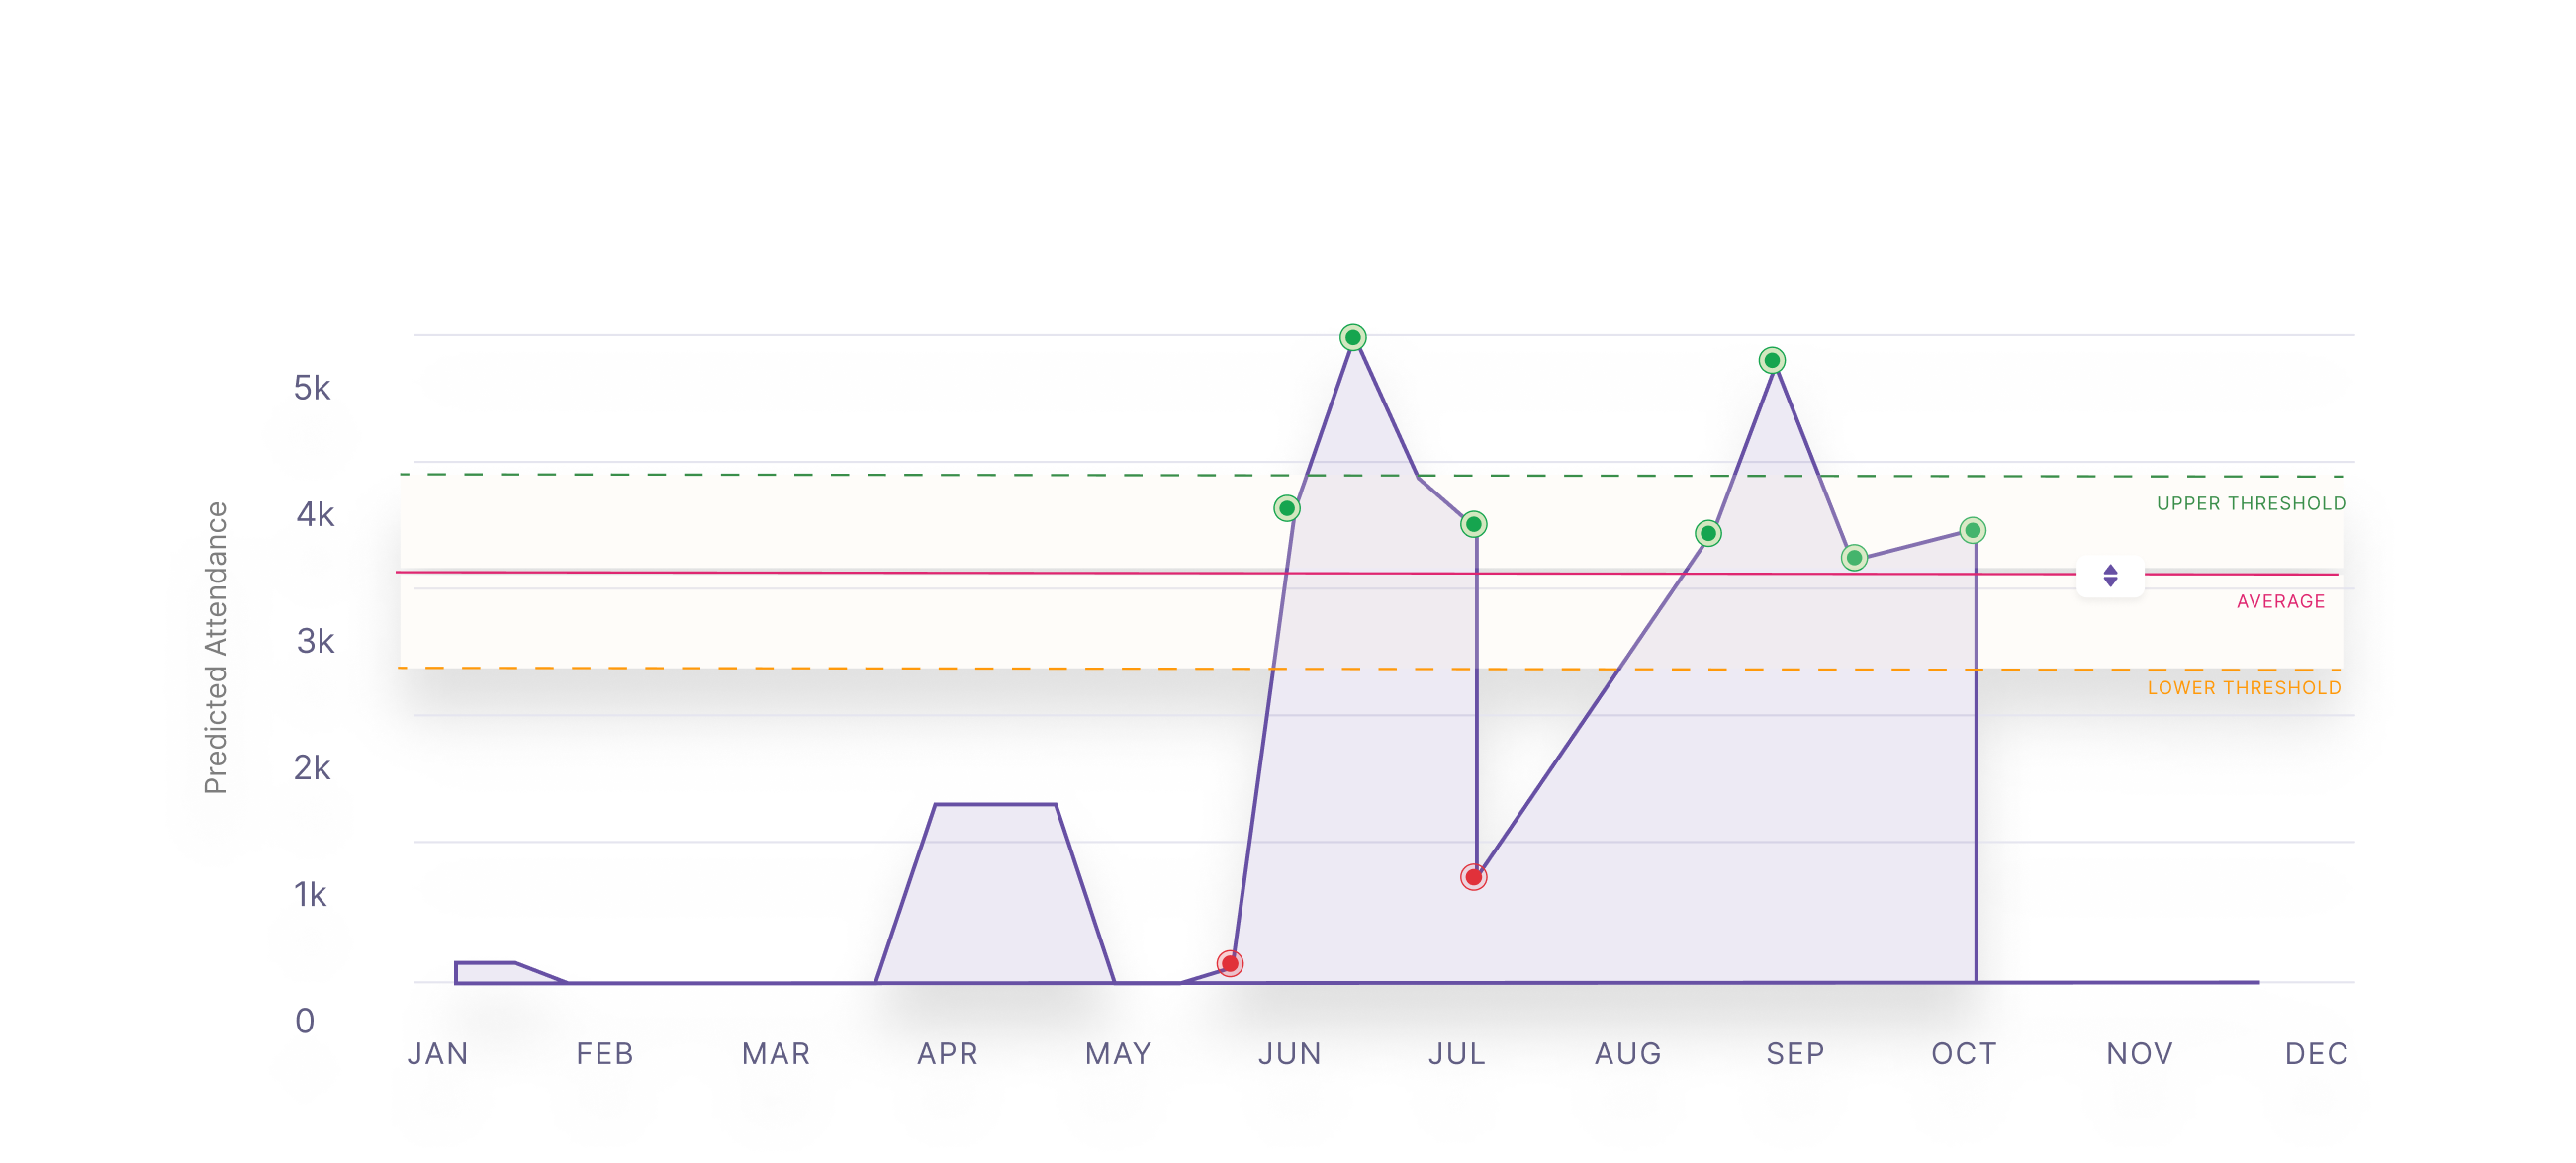 5k
4k
3k
2k
1k
0
Predicted Attendance
UPPER THRESHOLD
AVERAGE
LOWER THRESHOLD
JAN FEB MAR APR MAY JUN JUL AUG SEP OCT NOV DEC